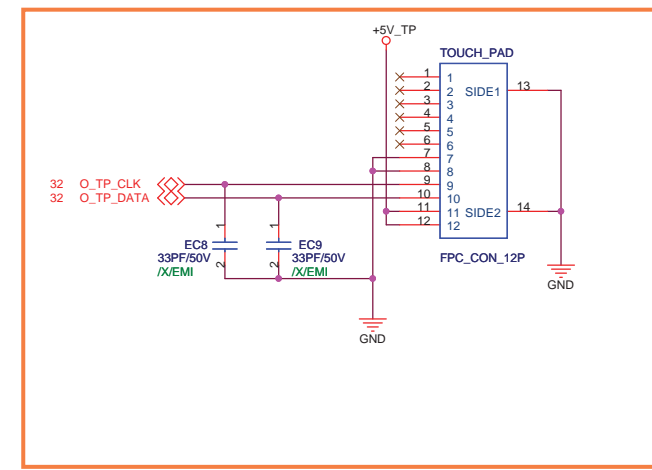 +5V_TP
TOUCH_PAD
1 1
2 2 SIDE1 13
3 3
4 4
5 5
6 6
7 7
8 8
32 O_TP_CLK 9 9
32 O_TP_DATA 10 10
11 11 SIDE2 14
12 12
1 1
EC8 EC9
33PF/50V 33PF/50V FPC_CON_12P
2 /X/EMI 2 /X/EMI
GND
GND